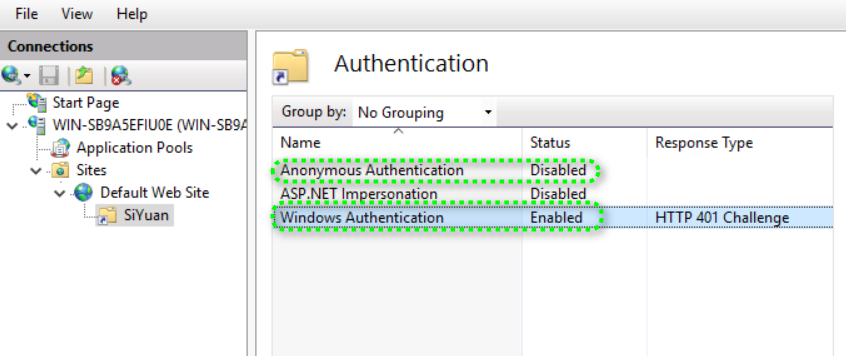 File View Help
Connections
Start Page
WIN-SB9A5EFIU0E (WIN-SB9A
Application Pools
Sites
Default Web Site
SiYuan
Authentication
Group by: No Grouping
Name Status Response Type
Anonymous Authentication Disabled
ASP.NET Impersonation Disabled
Windows Authentication Enabled HTTP 401 Challenge